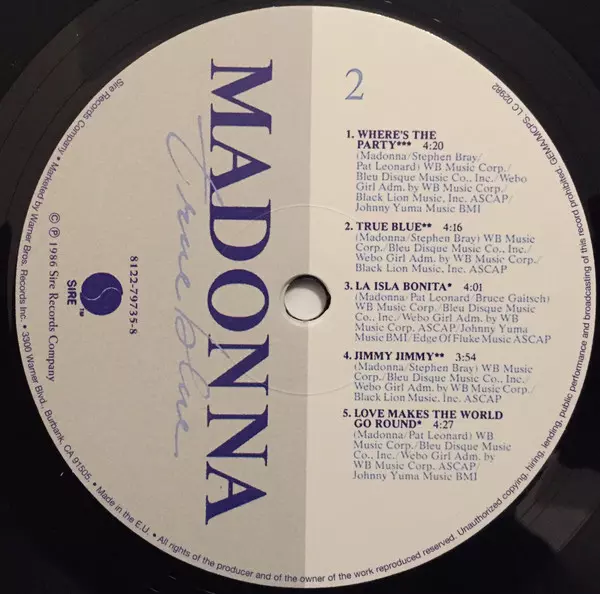 MADONNA
True blue
2
1. WHERE'S THE
PARTY*** 4:20
(Madonna/Stephen Bray/
Pat Leonard) WB Music Corp./
Bleu Disque Music Co., Inc./Webo
Girl Adm. by WB Music Corp./
Black Lion Music, Inc. ASCAP/
Johnny Yuma Music BMI
2. TRUE BLUE** 4:16
(Madonna/Stephen Bray) WB Music
Corp./Bleu Disque Music Co., Inc./
Webo Girl Adm. by WB Music Corp./
Black Lion Music, Inc. ASCAP
3. LA ISLA BONITA* 4:01
(Madonna/Pat Leonard/Bruce Gaitsch)
WB Music Corp./Bleu Disque Music
Co., Inc./Webo Girl Adm. by WB
Music Corp. ASCAP/Johnny Yuma
Music BMI/Edge Of Fluke Music ASCAP
4. JIMMY JIMMY** 3:54
(Madonna/Stephen Bray) WB Music
Corp./Bleu Disque Music Co., Inc./
Webo Girl Adm. by WB Music Corp./
Black Lion Music, Inc. ASCAP
5. LOVE MAKES THE WORLD
GO ROUND* 4:27
(Madonna/Pat Leonard) WB
Music Corp./Bleu Disque Music
Co., Inc./Webo Girl Adm. by
WB Music Corp. ASCAP/
Johnny Yuma Music BMI
8122-79735-8
SIRE™
©℗ 1986 Sire Records Company
Sire Records Company • Marketed by Warner Bros. Records Inc. • 3300 Warner Blvd., Burbank, CA 91505. • Made in the E.U. • All rights of the producer and of the owner of the work reproduced reserved. Unauthorized copying, hiring, lending, public performance and broadcasting of this record prohibited. GEMA/MCPS. LC 02982